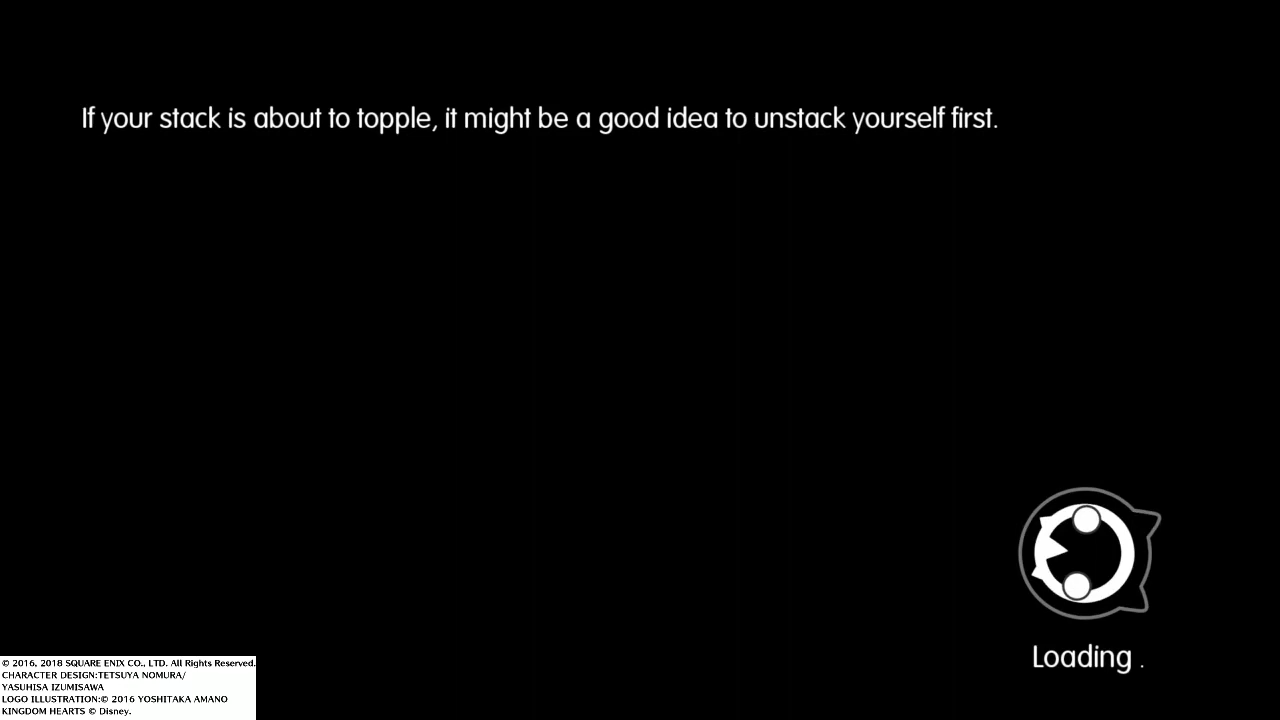 If your stack is about to topple, it might be a good idea to unstack yourself first.
Loading .
© 2016, 2018 SQUARE ENIX CO., LTD. All Rights Reserved.
CHARACTER DESIGN:TETSUYA NOMURA/
YASUHISA IZUMISAWA
LOGO ILLUSTRATION:© 2016 YOSHITAKA AMANO
KINGDOM HEARTS © Disney.